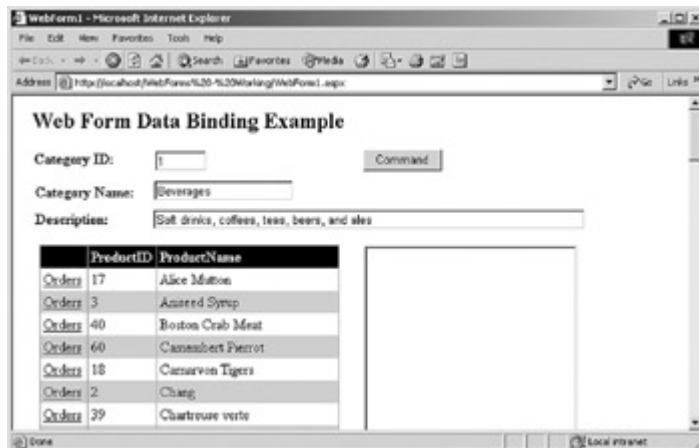 WebForm1 - Microsoft Internet Explorer
File Edit View Favorites Tools Help
Back Search Favorites Media
Address http://localhost/WebForms%20-%20Working/WebForm1.aspx Go Links
Web Form Data Binding Example
Category ID: 1 Command
Category Name: Beverages
Description: Soft drinks, coffees, teas, beers, and ales
ProductID ProductName
Orders 17 Alice Mutton
Orders 3 Aniseed Syrup
Orders 40 Boston Crab Meat
Orders 60 Camembert Pierrot
Orders 18 Carnarvon Tigers
Orders 2 Chang
Orders 39 Chartreuse verte
Done Local intranet